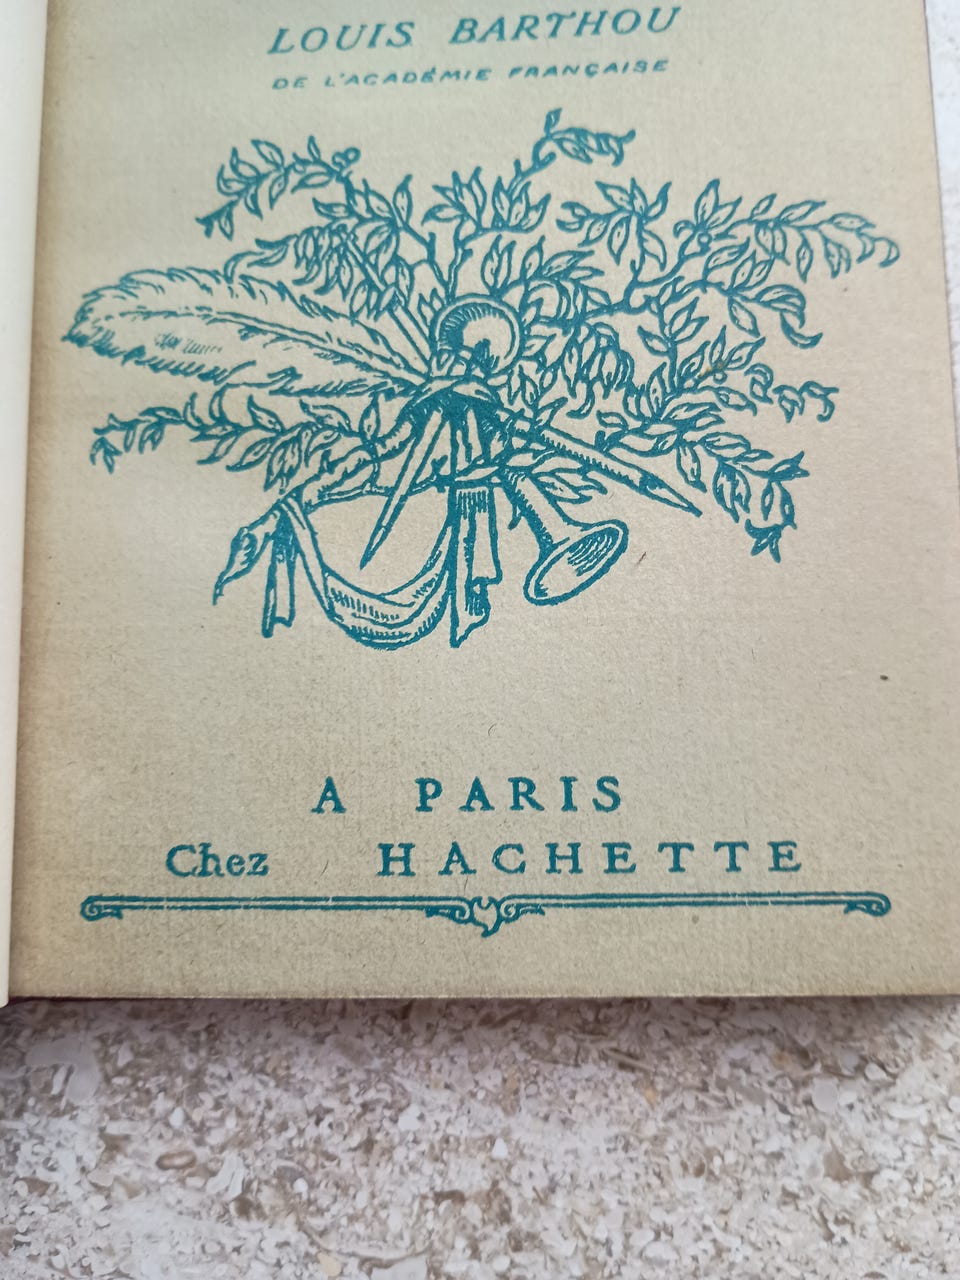 LOUIS BARTHOU
DE L'ACADÉMIE FRANÇAISE
A PARIS
Chez HACHETTE